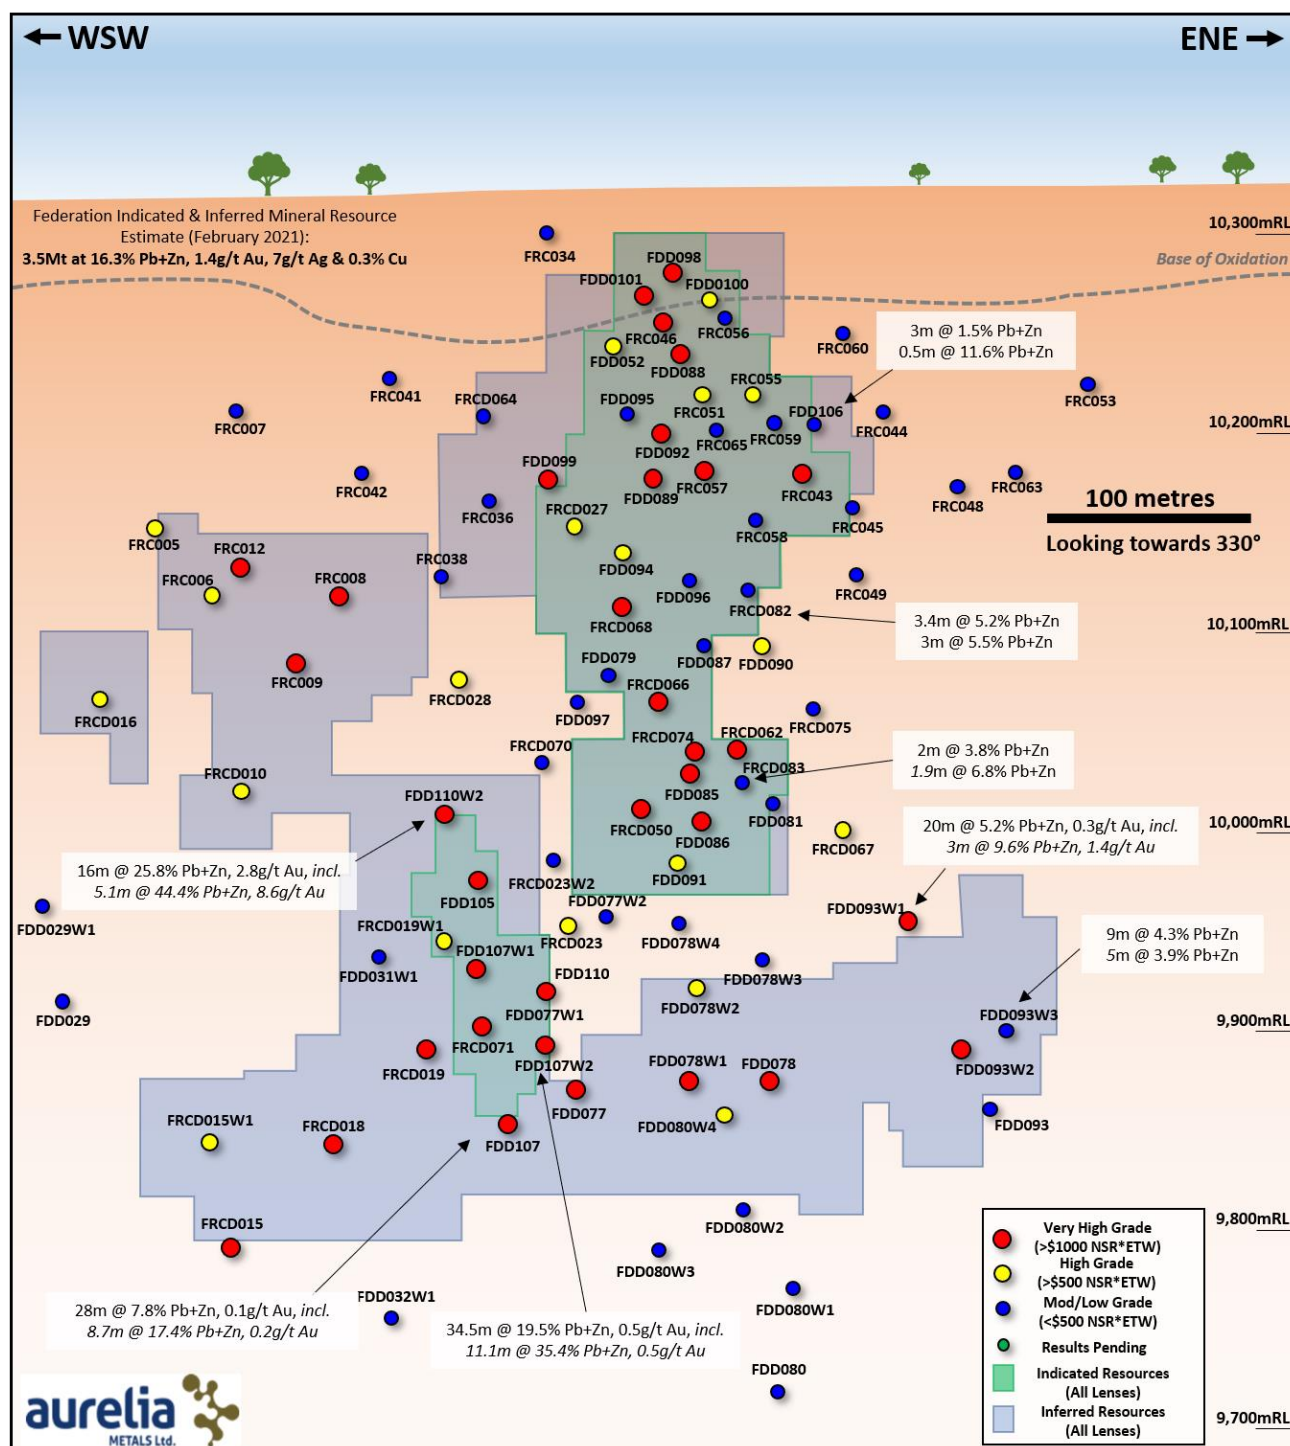 WSW
ENE
Federation Indicated & Inferred Mineral Resource
Estimate (February 2021):
3.5Mt at 16.3% Pb+Zn, 1.4g/t Au, 7g/t Ag & 0.3% Cu
10,300mRL
Base of Oxidation
FRC034
FDD098
FDD0101
FDD0100
FRC056
FRC046
FDD052
FDD088
FRC060
3m @ 1.5% Pb+Zn
0.5m @ 11.6% Pb+Zn
FRC041
FRCD064
FRC007
FDD095
FRC051
FRC055
FDD106
FRC059
FRC044
FRC053
10,200mRL
FRC065
FDD092
FDD099
FDD089
FRC057
FRC043
FRC042
FRC036
FRCD027
FRC058
FRC045
FRC048
FRC063
100 metres
Looking towards 330°
FRC005
FRC012
FRC006
FRC008
FRC038
FDD094
FDD096
FRCD082
FRC049
FRCD068
3.4m @ 5.2% Pb+Zn
3m @ 5.5% Pb+Zn
10,100mRL
FRC009
FRCD028
FDD079
FDD087
FDD090
FRCD016
FDD097
FRCD066
FRCD075
FRCD070
FRCD074
FRCD062
FRCD083
2m @ 3.8% Pb+Zn
1.9m @ 6.8% Pb+Zn
FRCD010
FDD110W2
FDD085
FDD081
FRCD050
FDD086
FRCD067
10,000mRL
20m @ 5.2% Pb+Zn, 0.3g/t Au, incl.
3m @ 9.6% Pb+Zn, 1.4g/t Au
16m @ 25.8% Pb+Zn, 2.8g/t Au, incl.
5.1m @ 44.4% Pb+Zn, 8.6g/t Au
FRCD023W2
FDD091
FDD105
FDD077W2
FDD029W1
FRCD019W1
FRCD023
FDD078W4
FDD093W1
9m @ 4.3% Pb+Zn
5m @ 3.9% Pb+Zn
FDD031W1
FDD107W1
FDD110
FDD078W3
FDD029
FDD077W1
FDD078W2
FDD093W3
9,900mRL
FRCD071
FRCD019
FDD107W2
FDD078W1
FDD078
FDD093W2
FDD077
FRCD015W1
FRCD018
FDD107
FDD080W4
FDD093
FRCD015
FDD080W2
9,800mRL
FDD080W3
FDD032W1
FDD080W1
28m @ 7.8% Pb+Zn, 0.1g/t Au, incl.
8.7m @ 17.4% Pb+Zn, 0.2g/t Au
34.5m @ 19.5% Pb+Zn, 0.5g/t Au, incl.
11.1m @ 35.4% Pb+Zn, 0.5g/t Au
FDD080
Very High Grade
(>$1000 NSR*ETW)
High Grade
(>$500 NSR*ETW)
Mod/Low Grade
(<$500 NSR*ETW)
Results Pending
Indicated Resources
(All Lenses)
Inferred Resources
(All Lenses)
9,700mRL
aurelia
METALS Ltd.